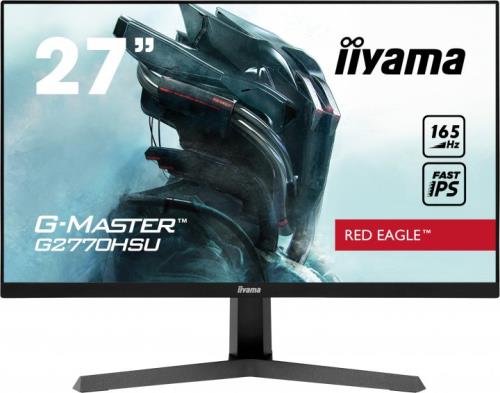 27”
iiyama
165
Hz
FAST
IPS
G-MASTER™
G2770HSU
RED EAGLE™
iiyama